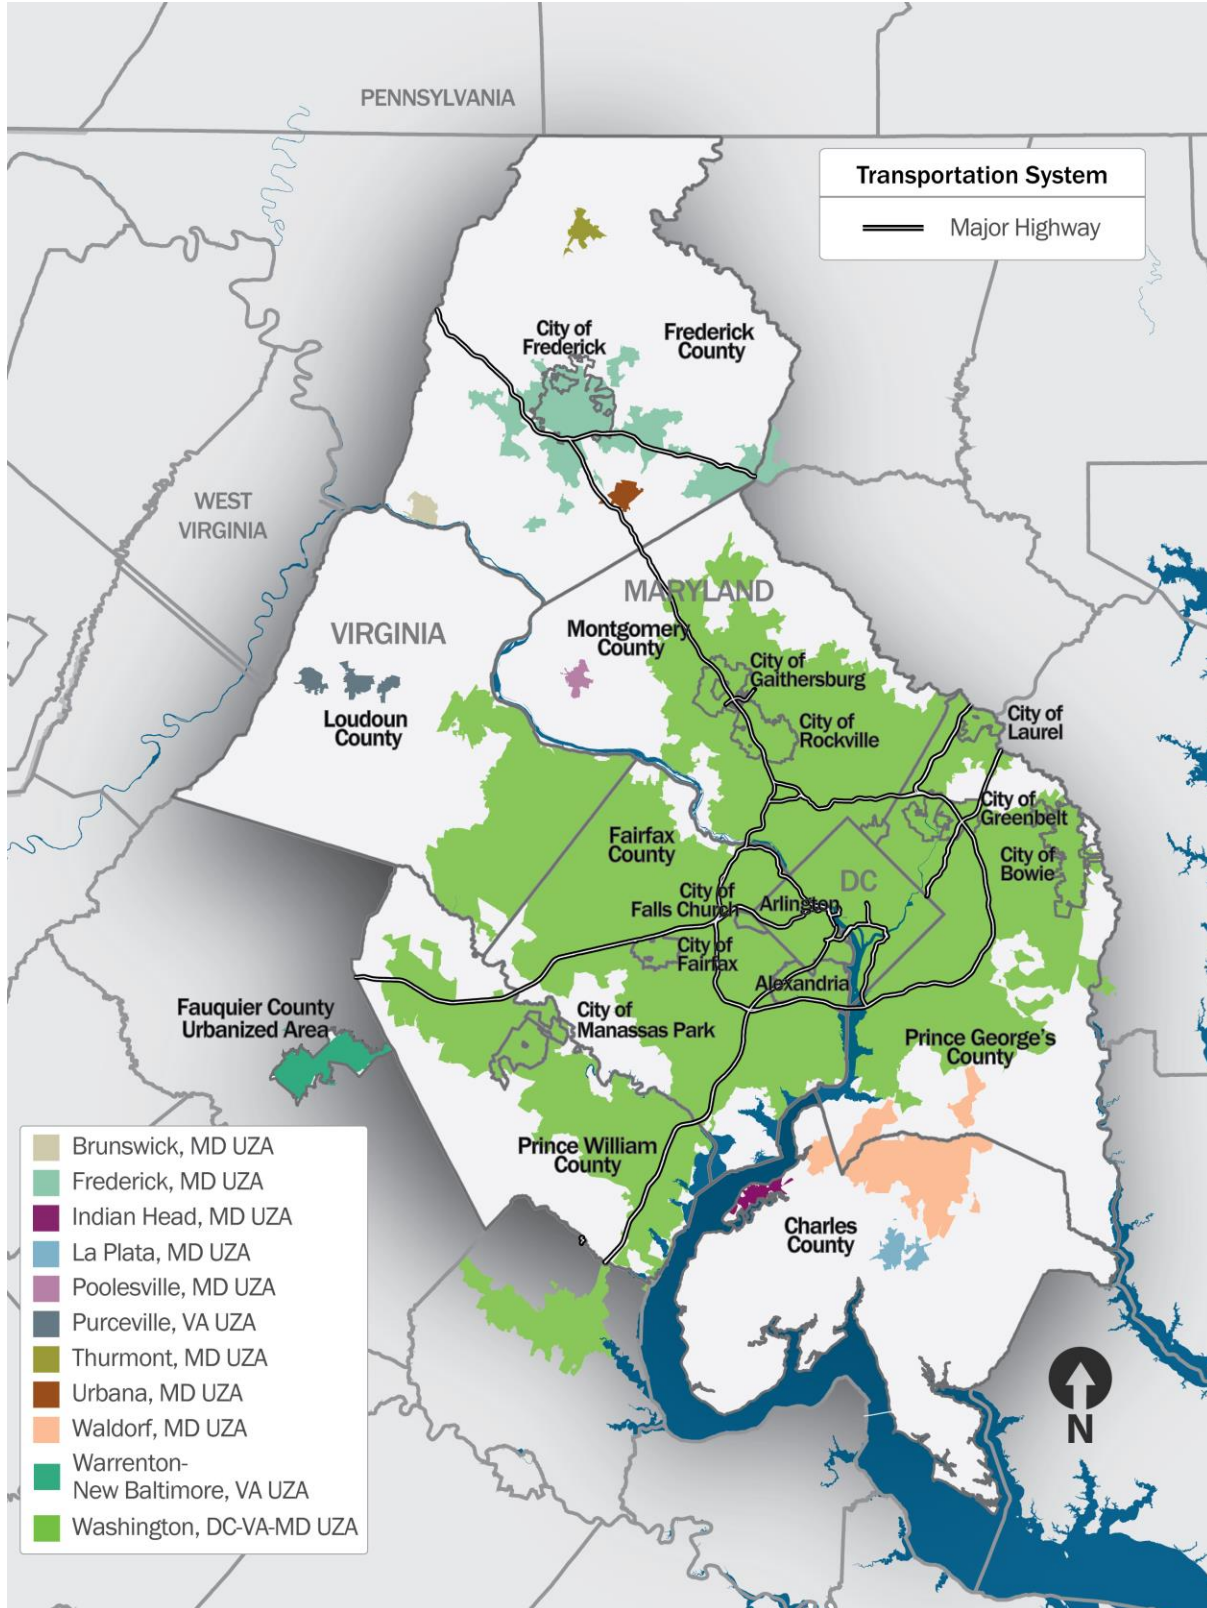 PENNSYLVANIA
Transportation System
Major Highway
City of
Frederick
Frederick
County
WEST
VIRGINIA
MARYLAND
VIRGINIA
Montgomery
County
City of
Gaithersburg
Loudoun
County
City of
Rockville
City of
Laurel
City of
Greenbelt
Fairfax
County
City of
Bowie
DC
City of
Falls Church
Arlington
City of
Fairfax
Alexandria
Fauquier County
Urbanized Area
City of
Manassas Park
Prince George's
County
Prince William
County
Charles
County
Brunswick, MD UZA
Frederick, MD UZA
Indian Head, MD UZA
La Plata, MD UZA
Poolesville, MD UZA
Purceville, VA UZA
Thurmont, MD UZA
Urbana, MD UZA
Waldorf, MD UZA
Warrenton-
New Baltimore, VA UZA
Washington, DC-VA-MD UZA
N